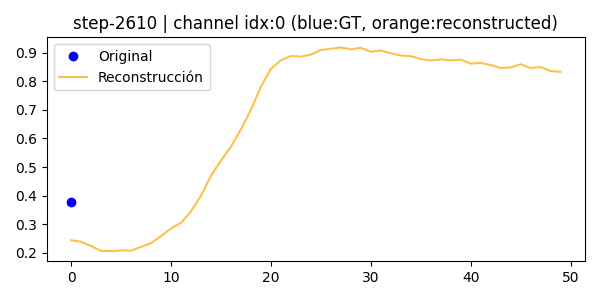 step-2610 | channel idx:0 (blue:GT, orange:reconstructed)
Original
Reconstrucción
0.9
0.8
0.7
0.6
0.5
0.4
0.3
0.2
0 10 20 30 40 50